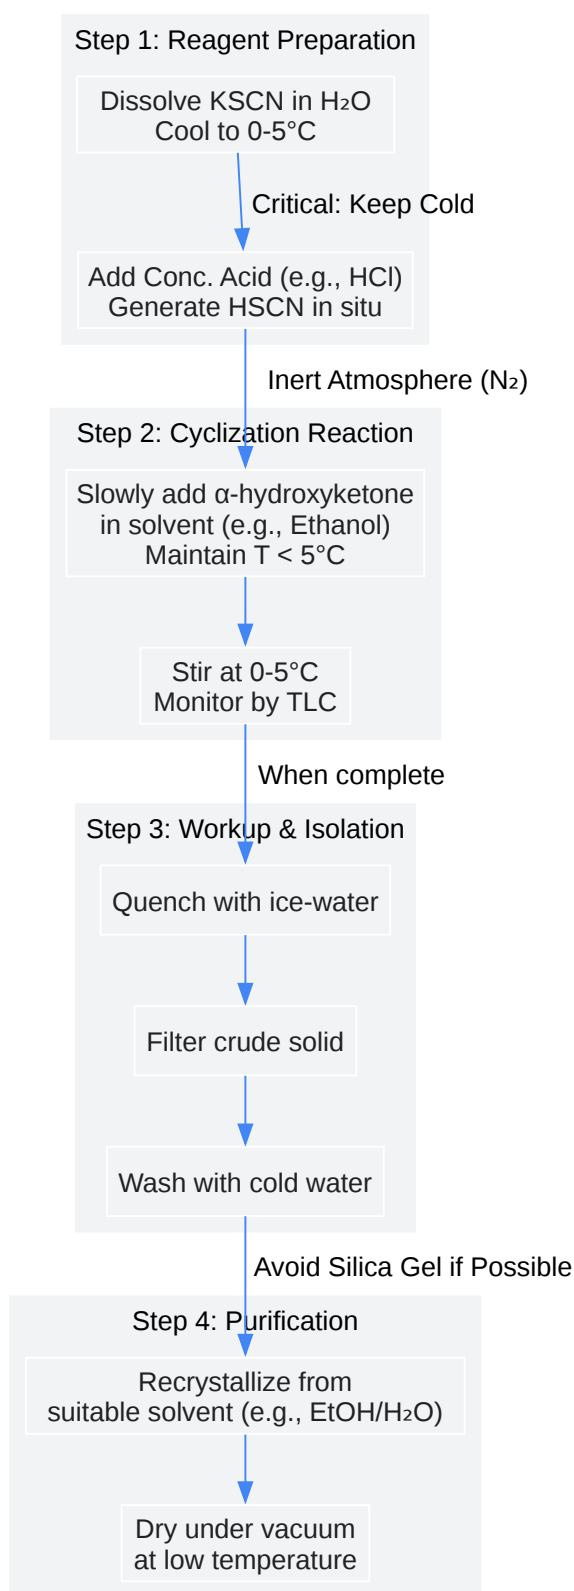 Step 1: Reagent Preparation
Dissolve KSCN in H₂O
Cool to 0-5°C
Critical: Keep Cold
Add Conc. Acid (e.g., HCl)
Generate HSCN in situ
Inert Atmosphere (N₂)
Step 2: Cyclization Reaction
Slowly add α-hydroxyketone
in solvent (e.g., Ethanol)
Maintain T < 5°C
Stir at 0-5°C
Monitor by TLC
When complete
Step 3: Workup & Isolation
Quench with ice-water
Filter crude solid
Wash with cold water
Avoid Silica Gel if Possible
Step 4: Purification
Recrystallize from
suitable solvent (e.g., EtOH/H₂O)
Dry under vacuum
at low temperature